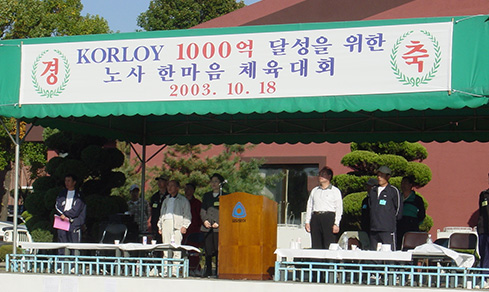 경 축
KORLOY 1000억 달성을 위한
노사 한마음 체육대회
2003. 10. 18